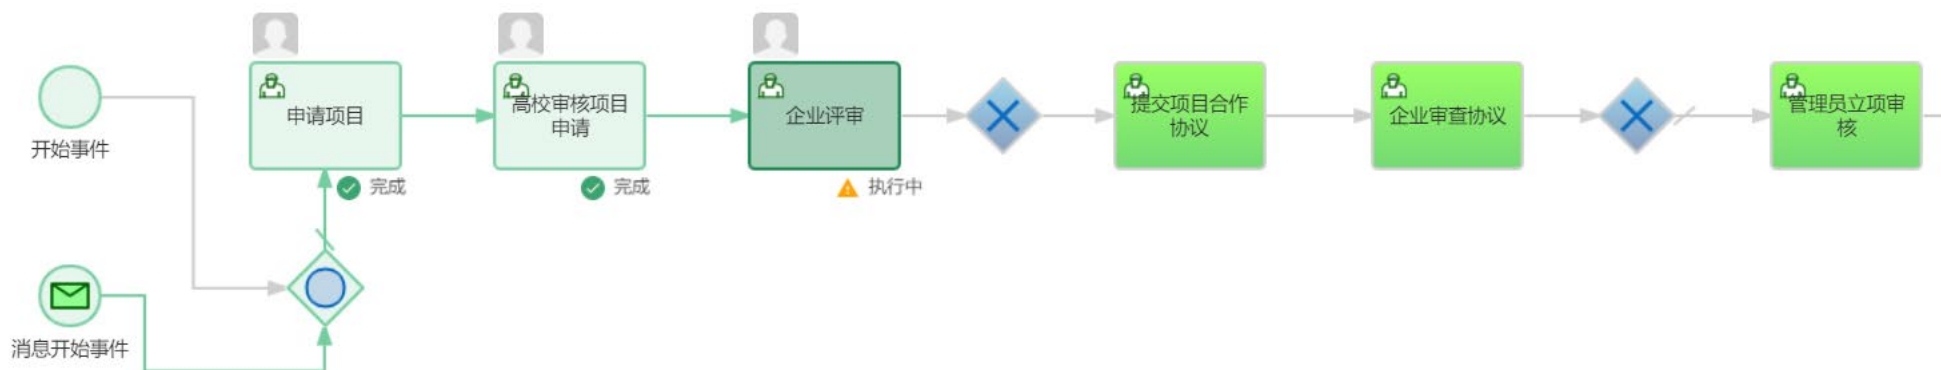 开始事件
申请项目
完成
高校审核项目
申请
完成
企业评审
执行中
提交项目合作
协议
企业审查协议
管理员立项审
核
消息开始事件